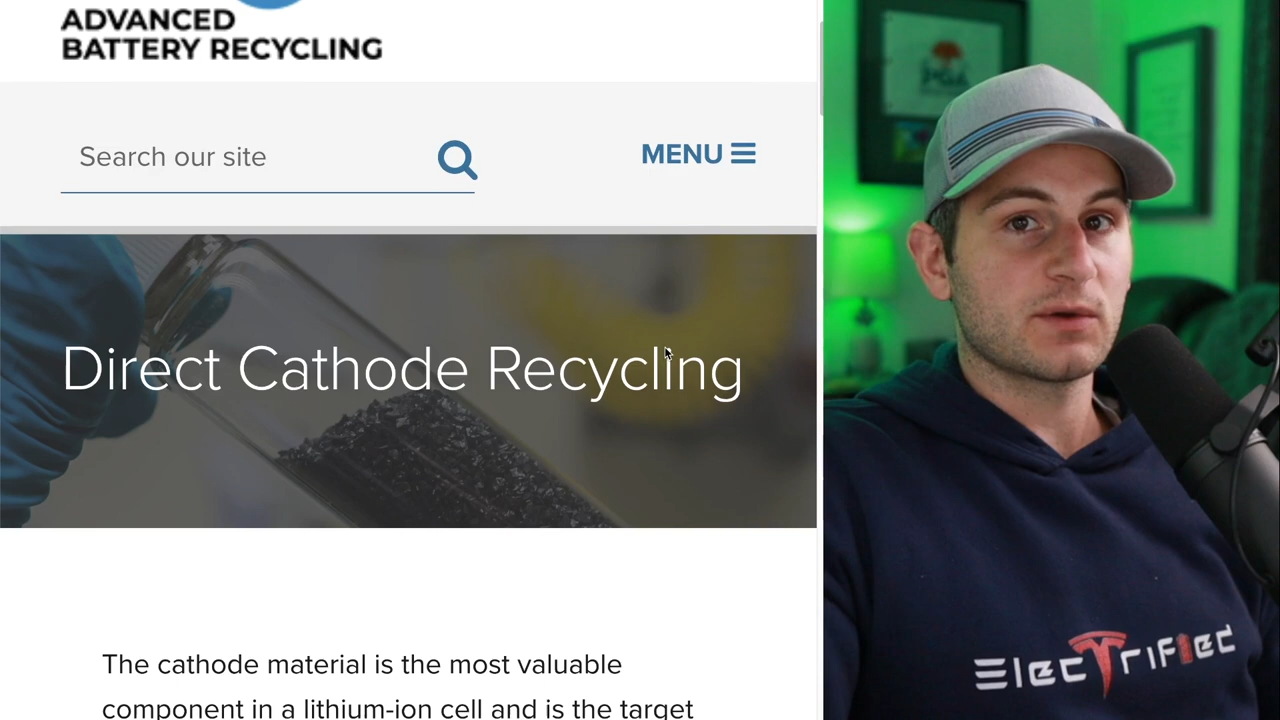 ADVANCED
BATTERY RECYCLING
Search our site
MENU
Direct Cathode Recycling
The cathode material is the most valuable
component in a lithium-ion cell and is the target
PGA
Electrified